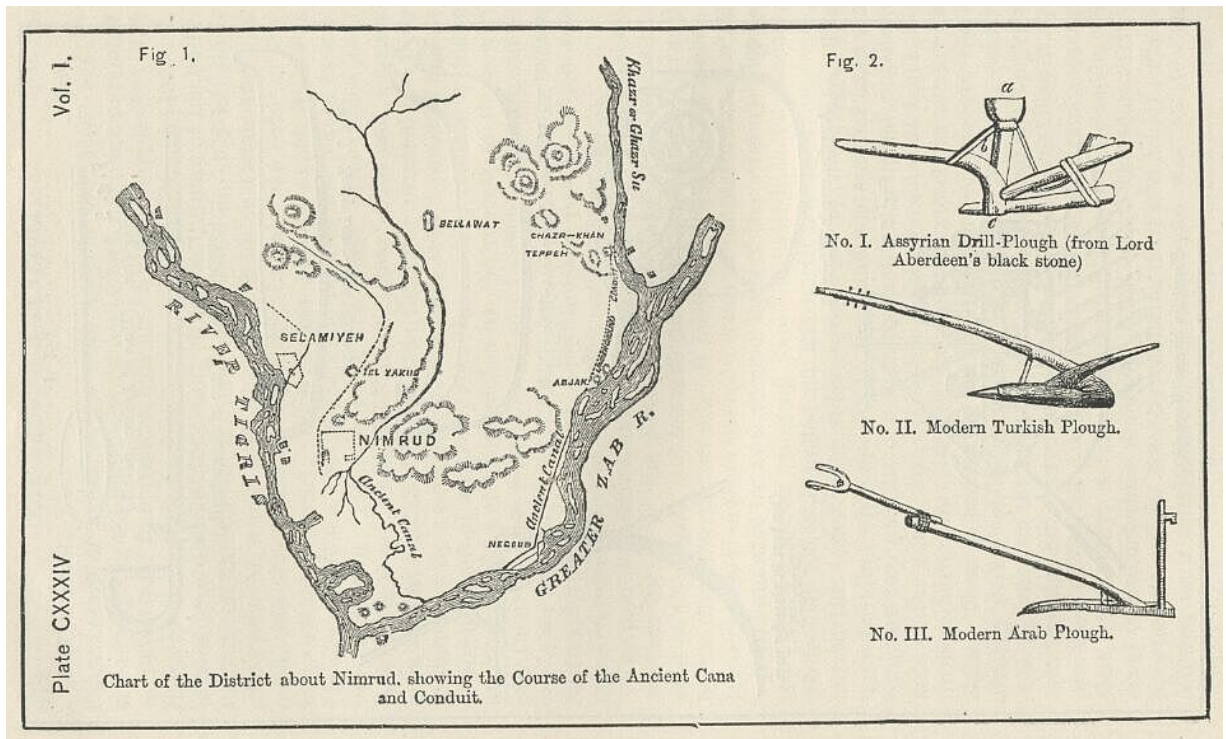 Vol. I.
Plate CXXXIV
Fig. 1.
Khazr or Ghazr Su
BELLAWAT
GHAZR-KHAN
TEPPEH
RIVER TIGRIS
SELAMIYEH
TEL YAKUB
ABJAK
NIMRUD
Ancient Canal
Ancient Canal
NEGOUB
GREATER ZAB R.
Chart of the District about Nimrud, showing the Course of the Ancient Cana
and Conduit.
Fig. 2.
a
b
c
No. I. Assyrian Drill-Plough (from Lord
Aberdeen's black stone)
No. II. Modern Turkish Plough.
No. III. Modern Arab Plough.